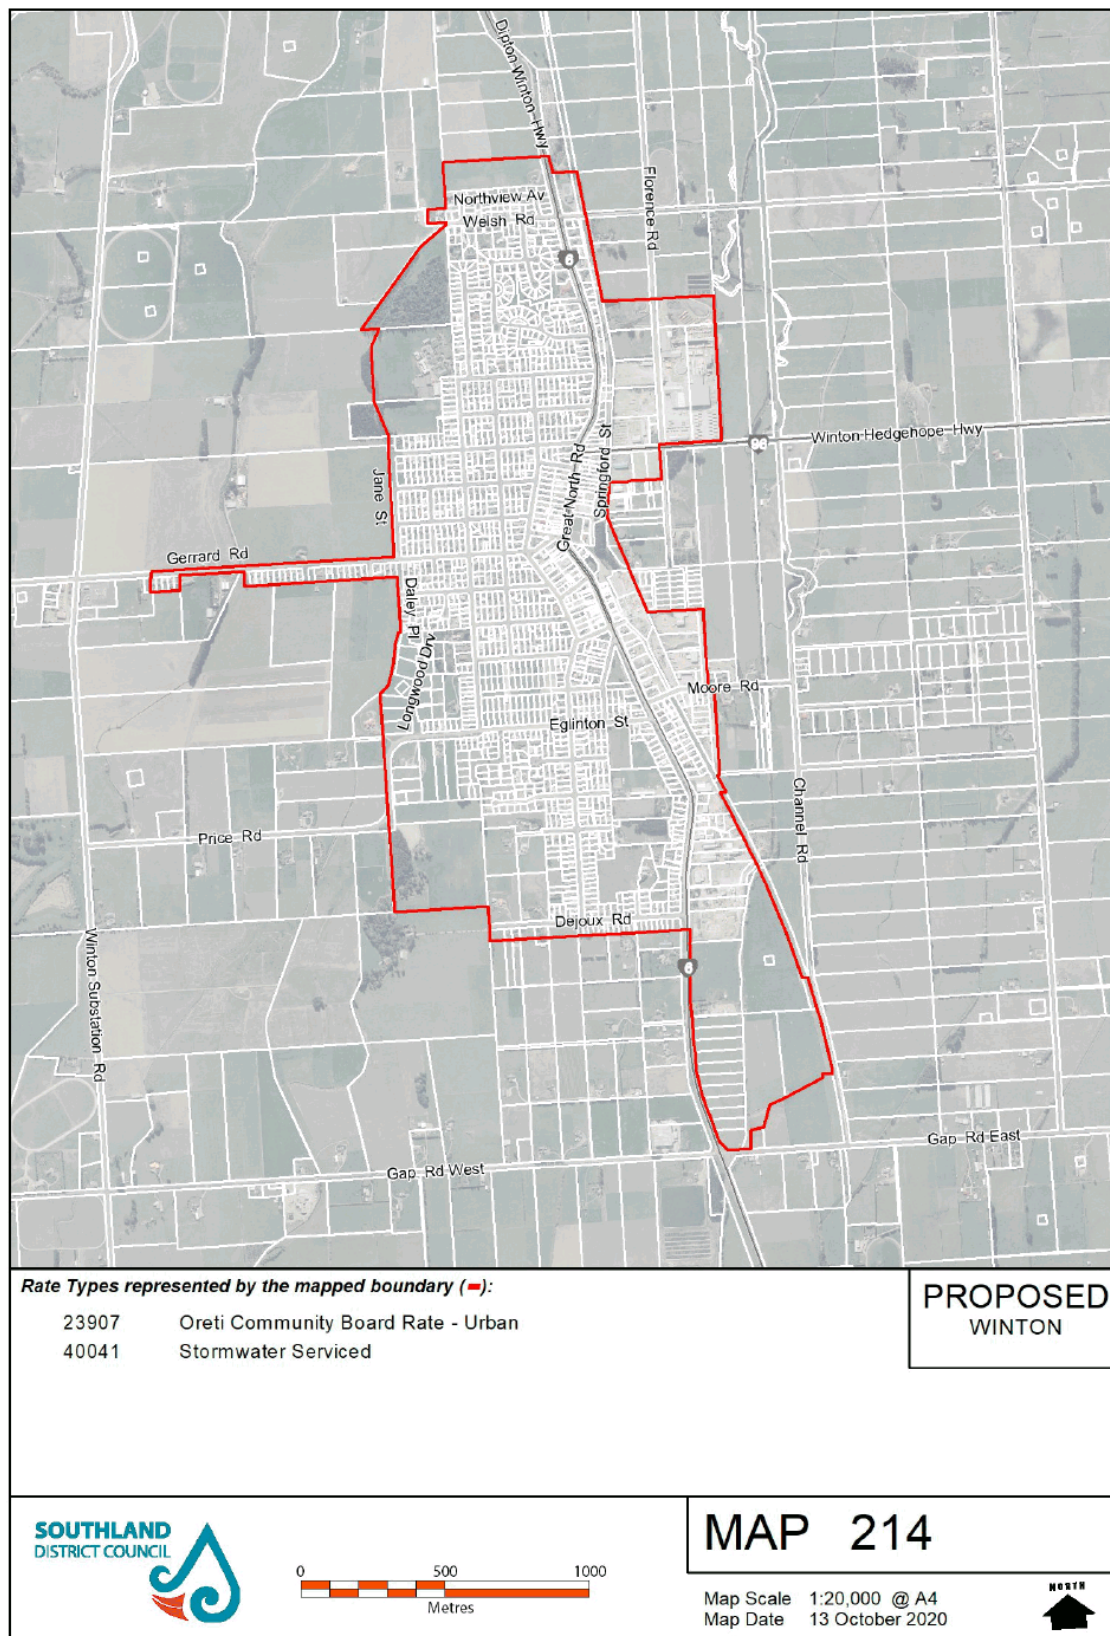 Dipton-Winton Hwy
Florence Rd
Northview Av
Welsh Rd
6
Winton-Hedgehope Hwy
96
Great North Rd
Springford St
Jane St
Gerrard Rd
Daley Pl
Longwood Dr
Moore Rd
Eglinton St
Channel Rd
Price Rd
Dejoux Rd
6
Winton Substation Rd
Gap Rd East
Gap Rd West
Rate Types represented by the mapped boundary ( ):
23907 Oreti Community Board Rate - Urban
40041 Stormwater Serviced
PROPOSED
WINTON
SOUTHLAND
DISTRICT COUNCIL
0 500 1000
Metres
MAP 214
Map Scale 1:20,000 @ A4
Map Date 13 October 2020
NORTH